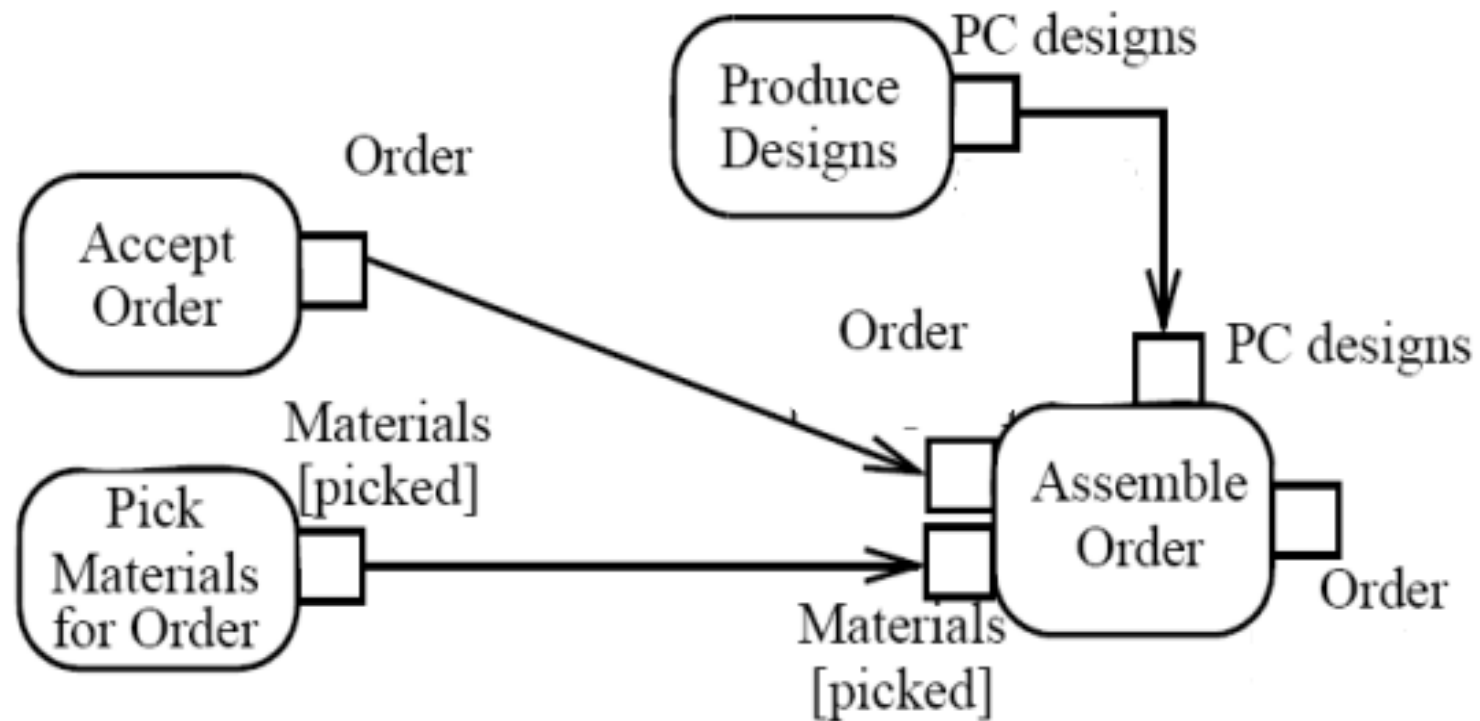 PC designs
Produce
Designs
Order
Accept
Order
Order
PC designs
Materials
[picked]
Pick
Materials
for Order
Assemble
Order
Order
Materials
[picked]